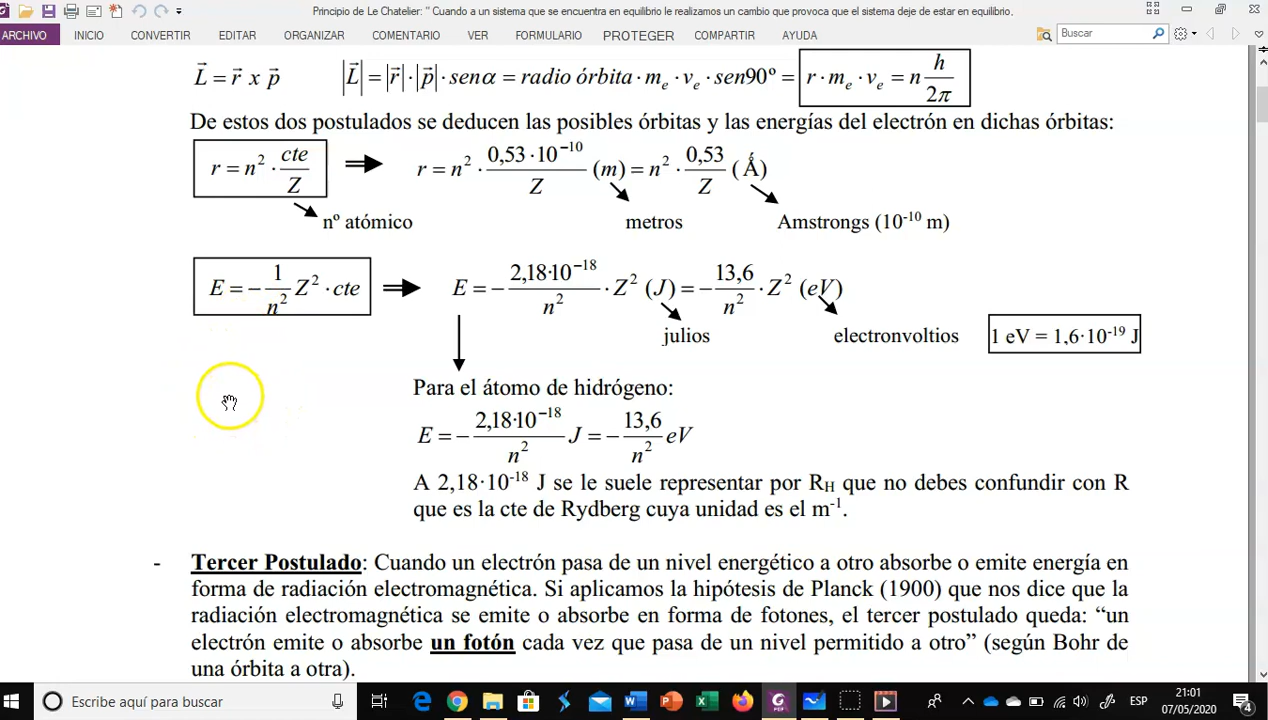 Principio de Le Chatelier: " Cuando a un sistema que se encuentra en equilibrio le realizamos un cambio que provoca que el sistema deje de estar en equilibrio.
ARCHIVO INICIO CONVERTIR EDITAR ORGANIZAR COMENTARIO VER FORMULARIO PROTEGER COMPARTIR AYUDA Buscar
L⃗ = r⃗ x p⃗ |L⃗| = |r⃗|·|p⃗|·senα = radio órbita·mₑ·vₑ·sen90º = r·mₑ·vₑ = n h/2π
De estos dos postulados se deducen las posibles órbitas y las energías del electrón en dichas órbitas:
r = n²·cte/Z ⇒ r = n²·0,53·10⁻¹⁰/Z (m) = n²·0,53/Z (Å)
nº atómico metros Amstrongs (10⁻¹⁰ m)
E = −1/n² Z²·cte ⇒ E = −2,18·10⁻¹⁸/n²·Z² (J) = −13,6/n²·Z² (eV)
julios electronvoltios 1 eV = 1,6·10⁻¹⁹ J
Para el átomo de hidrógeno:
E = −2,18·10⁻¹⁸/n² J = −13,6/n² eV
A 2,18·10⁻¹⁸ J se le suele representar por R_H que no debes confundir con R
que es la cte de Rydberg cuya unidad es el m⁻¹.
- Tercer Postulado: Cuando un electrón pasa de un nivel energético a otro absorbe o emite energía en
forma de radiación electromagnética. Si aplicamos la hipótesis de Planck (1900) que nos dice que la
radiación electromagnética se emite o absorbe en forma de fotones, el tercer postulado queda: “un
electrón emite o absorbe un fotón cada vez que pasa de un nivel permitido a otro” (según Bohr de
una órbita a otra).
Escribe aquí para buscar ESP 21:01
07/05/2020 4